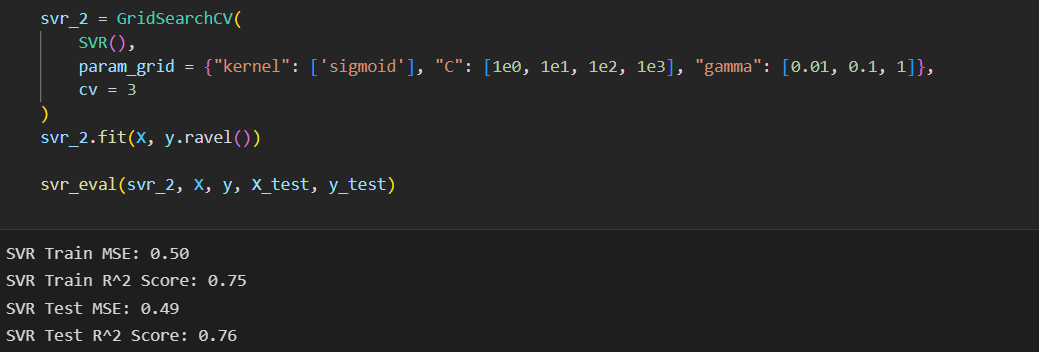 svr_2 = GridSearchCV(
    SVR(),
    param_grid = {"kernel": ['sigmoid'], "C": [1e0, 1e1, 1e2, 1e3], "gamma": [0.01, 0.1, 1]},
    cv = 3
)
svr_2.fit(X, y.ravel())
svr_eval(svr_2, X, y, X_test, y_test)
SVR Train MSE: 0.50
SVR Train R^2 Score: 0.75
SVR Test MSE: 0.49
SVR Test R^2 Score: 0.76